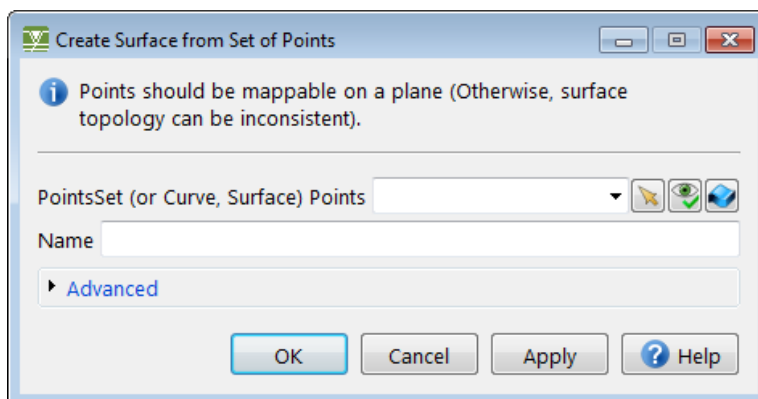 Create Surface from Set of Points
Points should be mappable on a plane (Otherwise, surface
topology can be inconsistent).
PointsSet (or Curve, Surface) Points
Name
Advanced
OK Cancel Apply Help